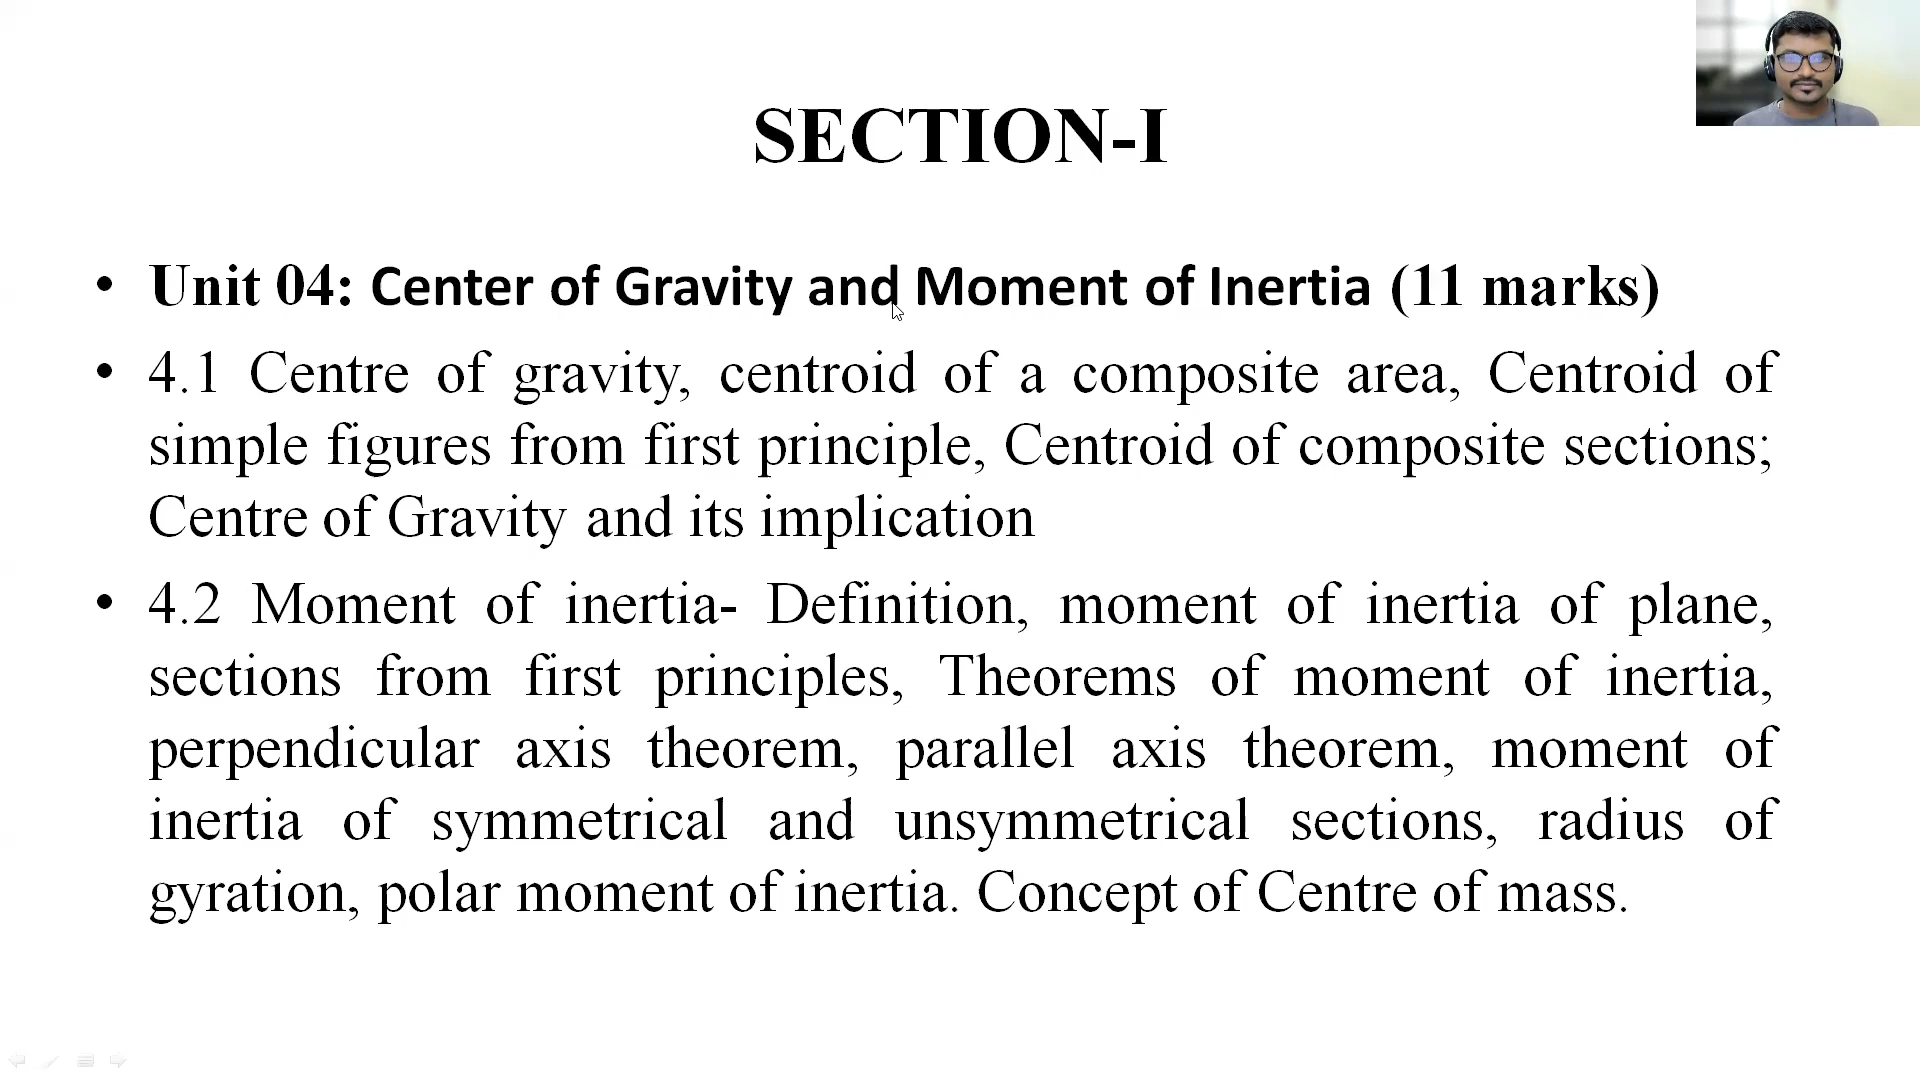 SECTION-I
• Unit 04: Center of Gravity and Moment of Inertia (11 marks)
• 4.1 Centre of gravity, centroid of a composite area, Centroid of
simple figures from first principle, Centroid of composite sections;
Centre of Gravity and its implication
• 4.2 Moment of inertia- Definition, moment of inertia of plane,
sections from first principles, Theorems of moment of inertia,
perpendicular axis theorem, parallel axis theorem, moment of
inertia of symmetrical and unsymmetrical sections, radius of
gyration, polar moment of inertia. Concept of Centre of mass.